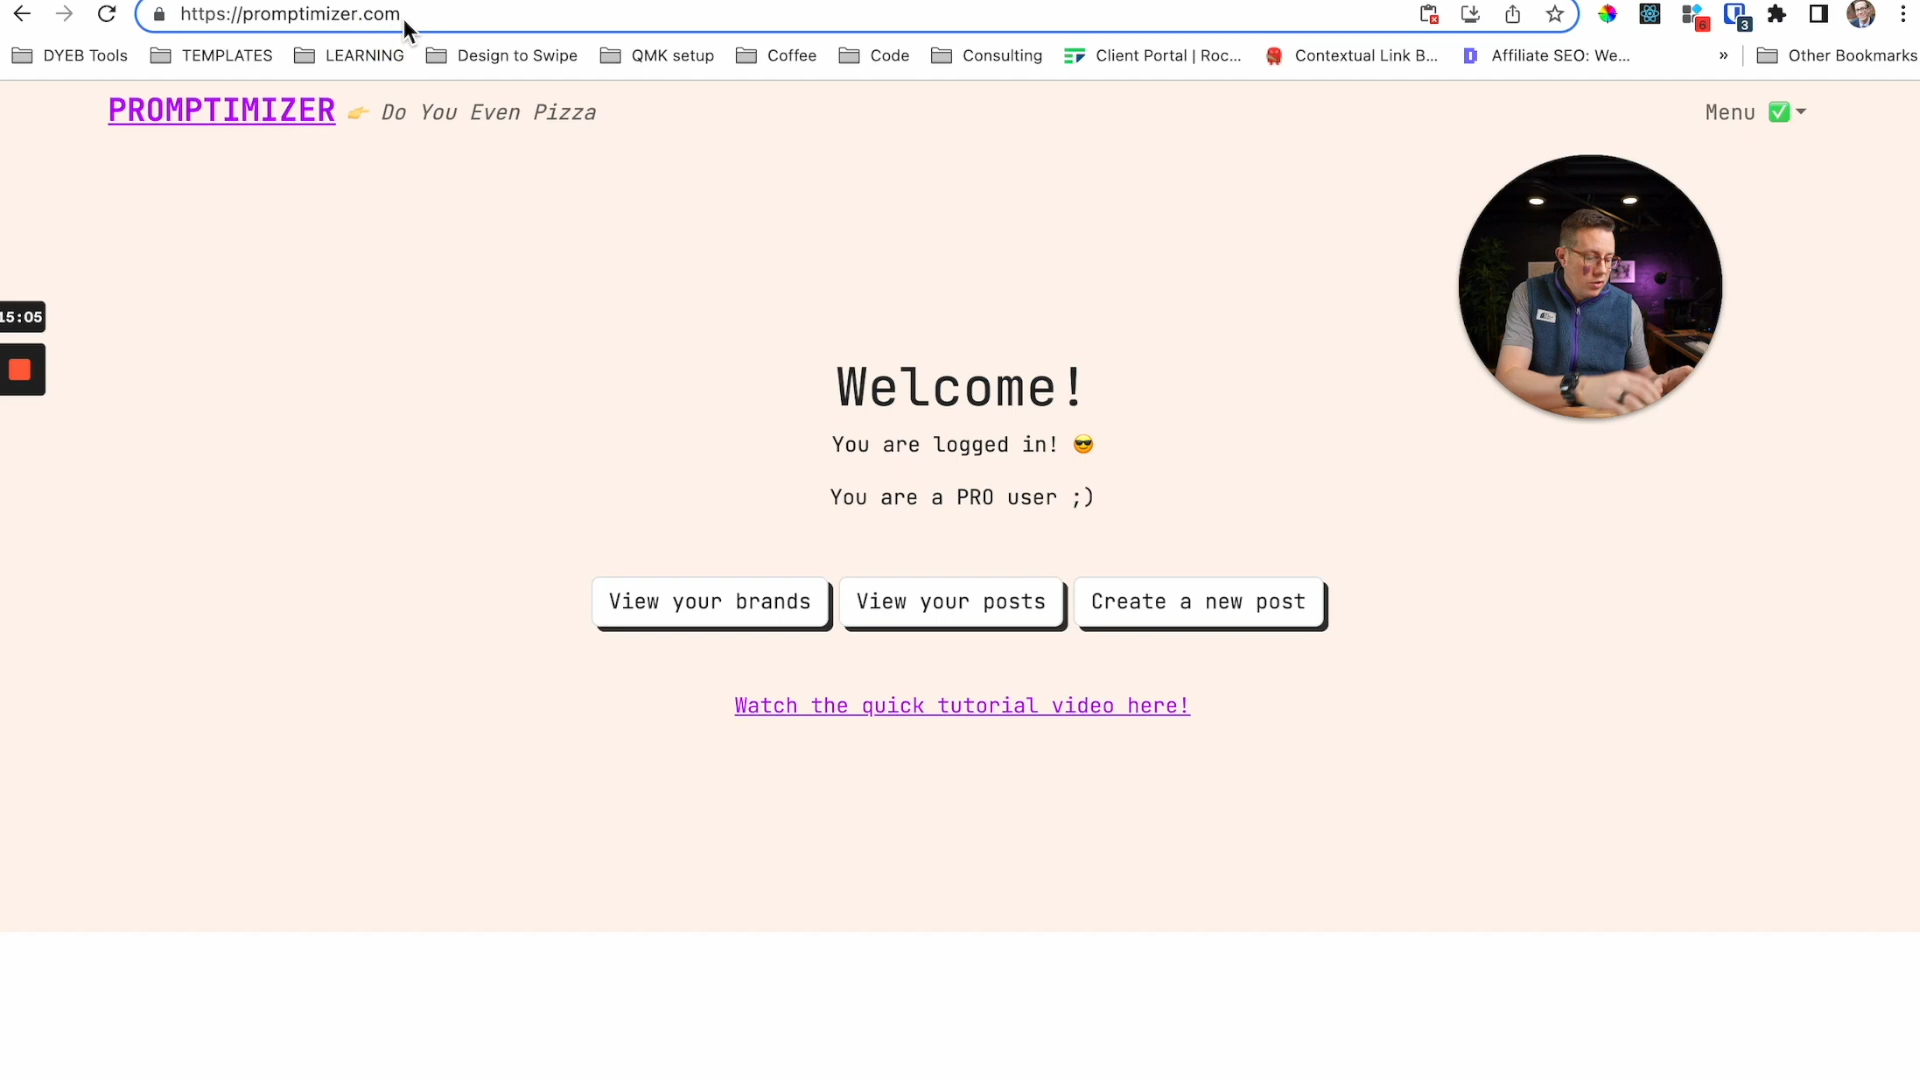 https://promptimizer.com
6
3
DYEB Tools TEMPLATES LEARNING Design to Swipe QMK setup Coffee Code Consulting Client Portal | Roc... Contextual Link B... Affiliate SEO: We... » Other Bookmarks
PROMPTIMIZER 👉 Do You Even Pizza Menu ✅
15:05
Welcome!
You are logged in! 😎
You are a PRO user ;)
View your brands View your posts Create a new post
Watch the quick tutorial video here!